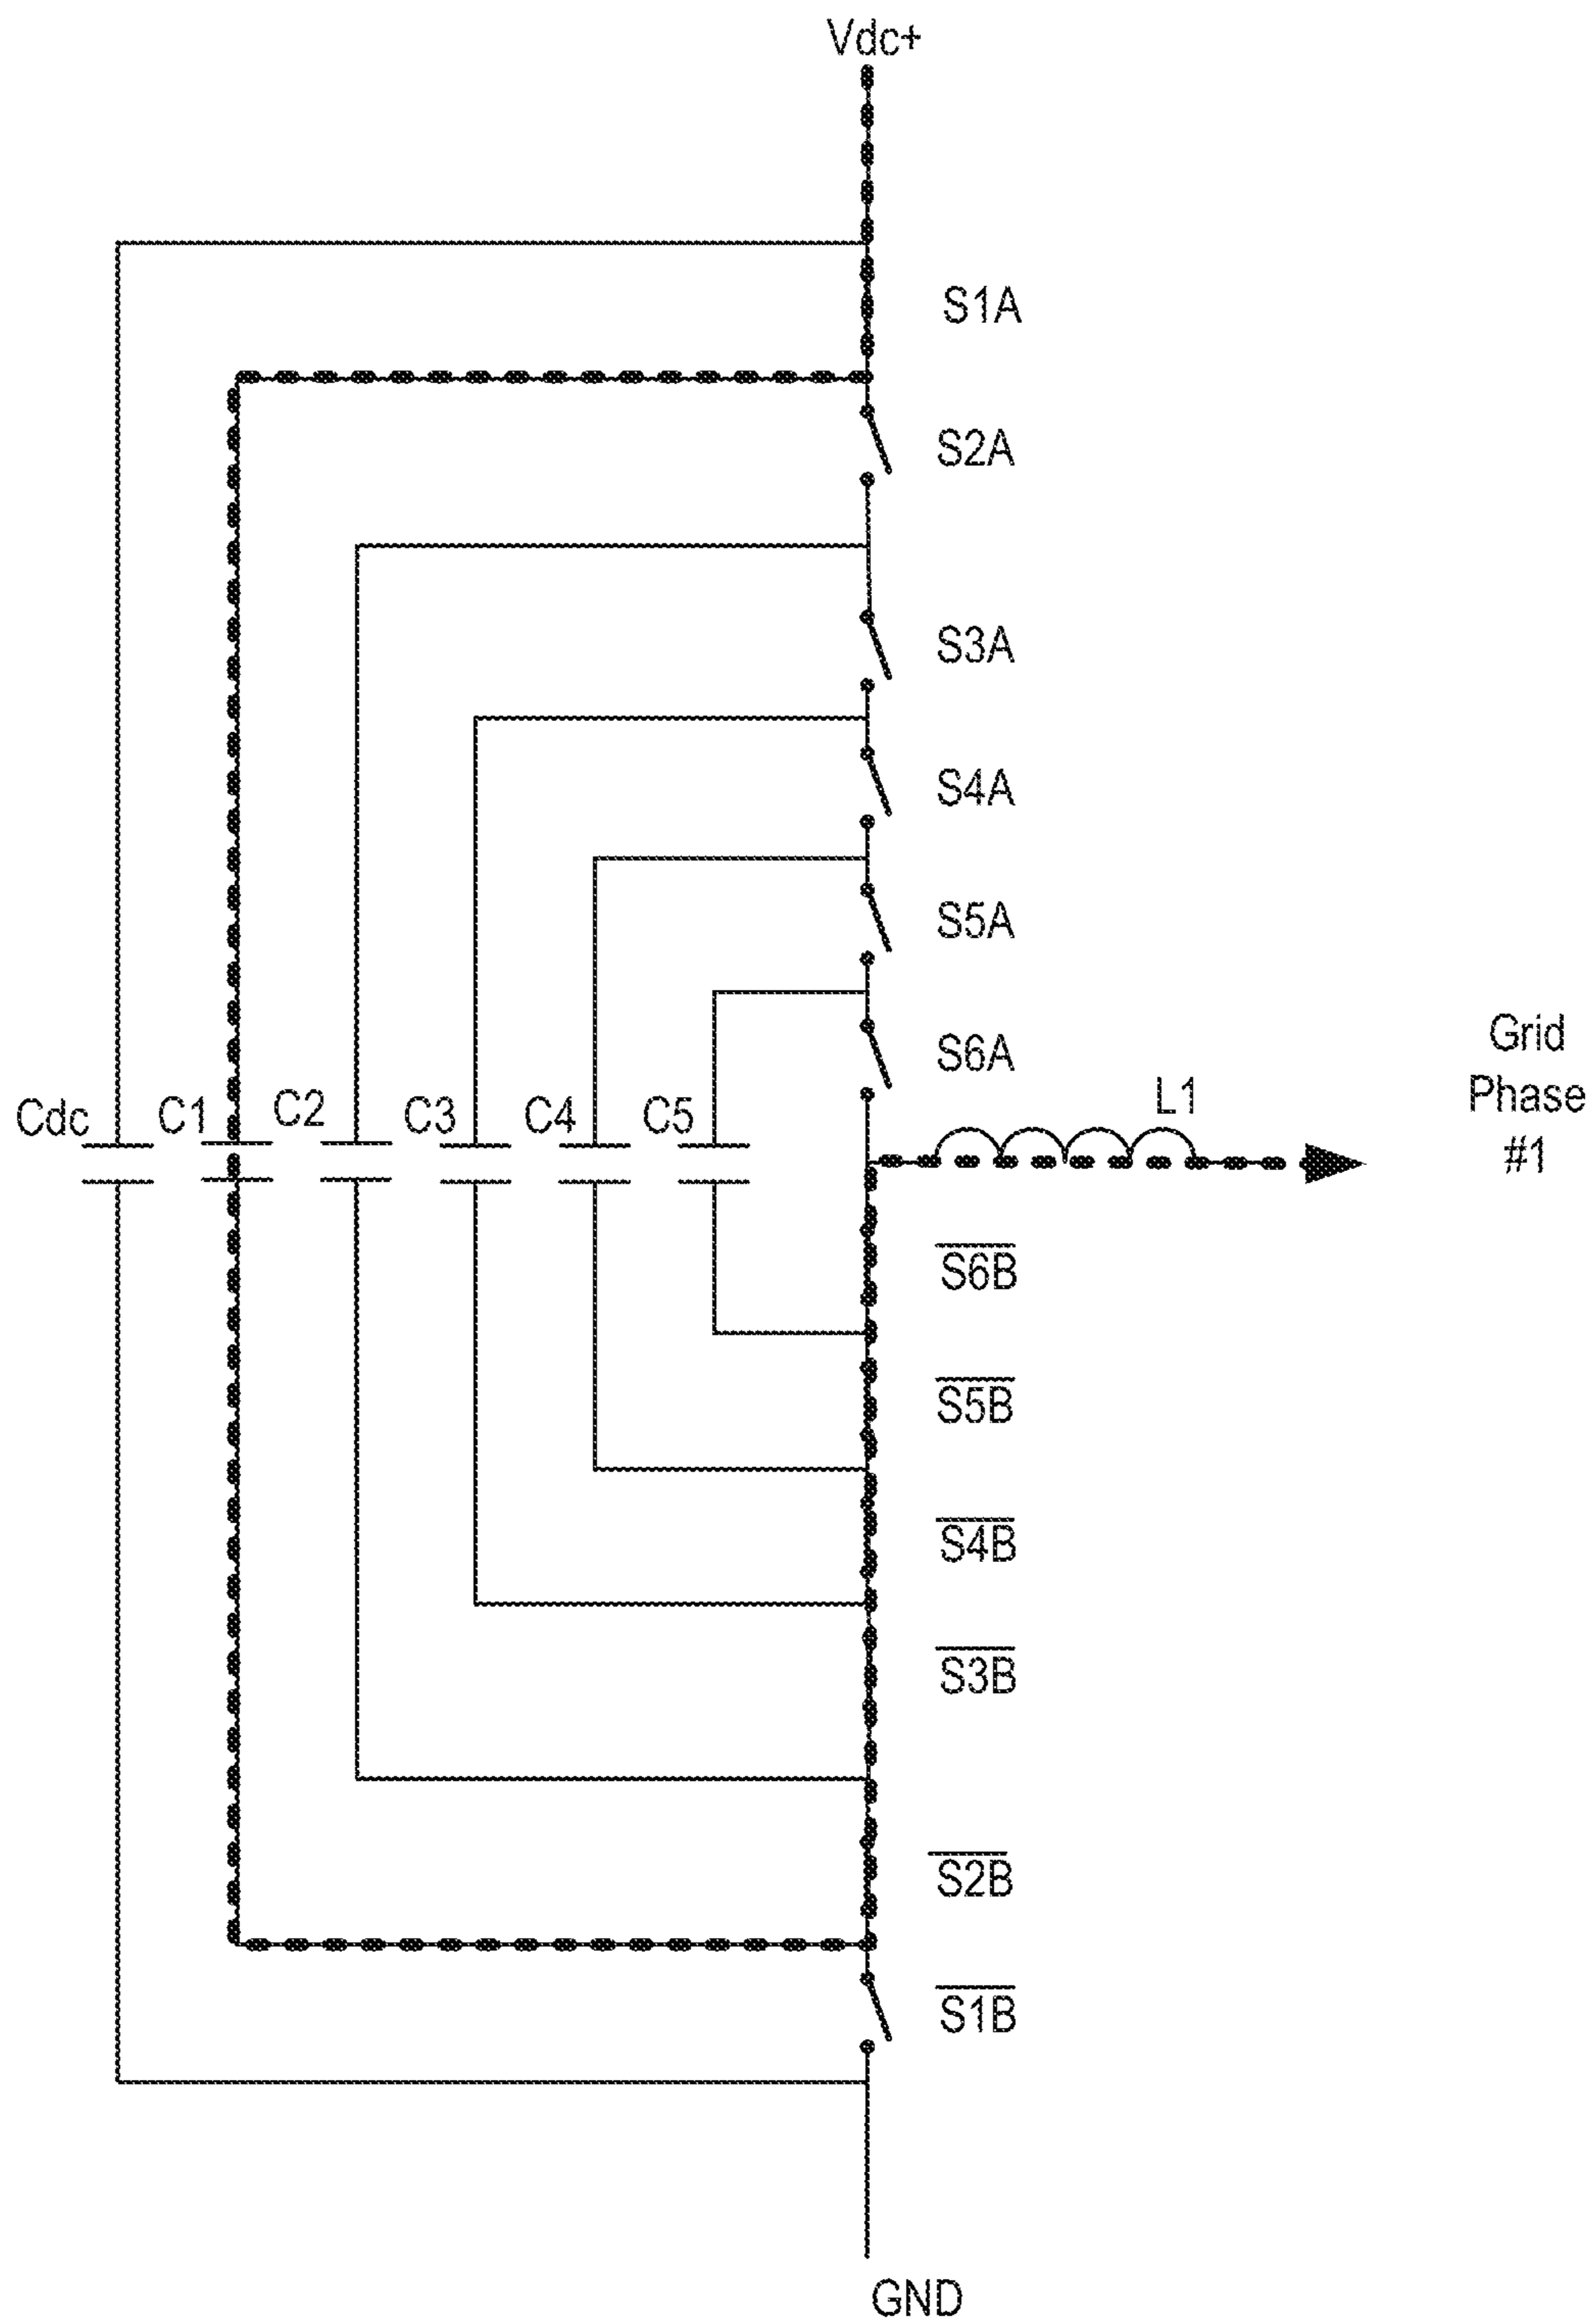 Vdc+
S1A
S2A
S3A
S4A
S5A
S6A
Cdc
C1
C2
C3
C4
C5
L1
Grid
Phase
#1
S6B
S5B
S4B
S3B
S2B
S1B
GND